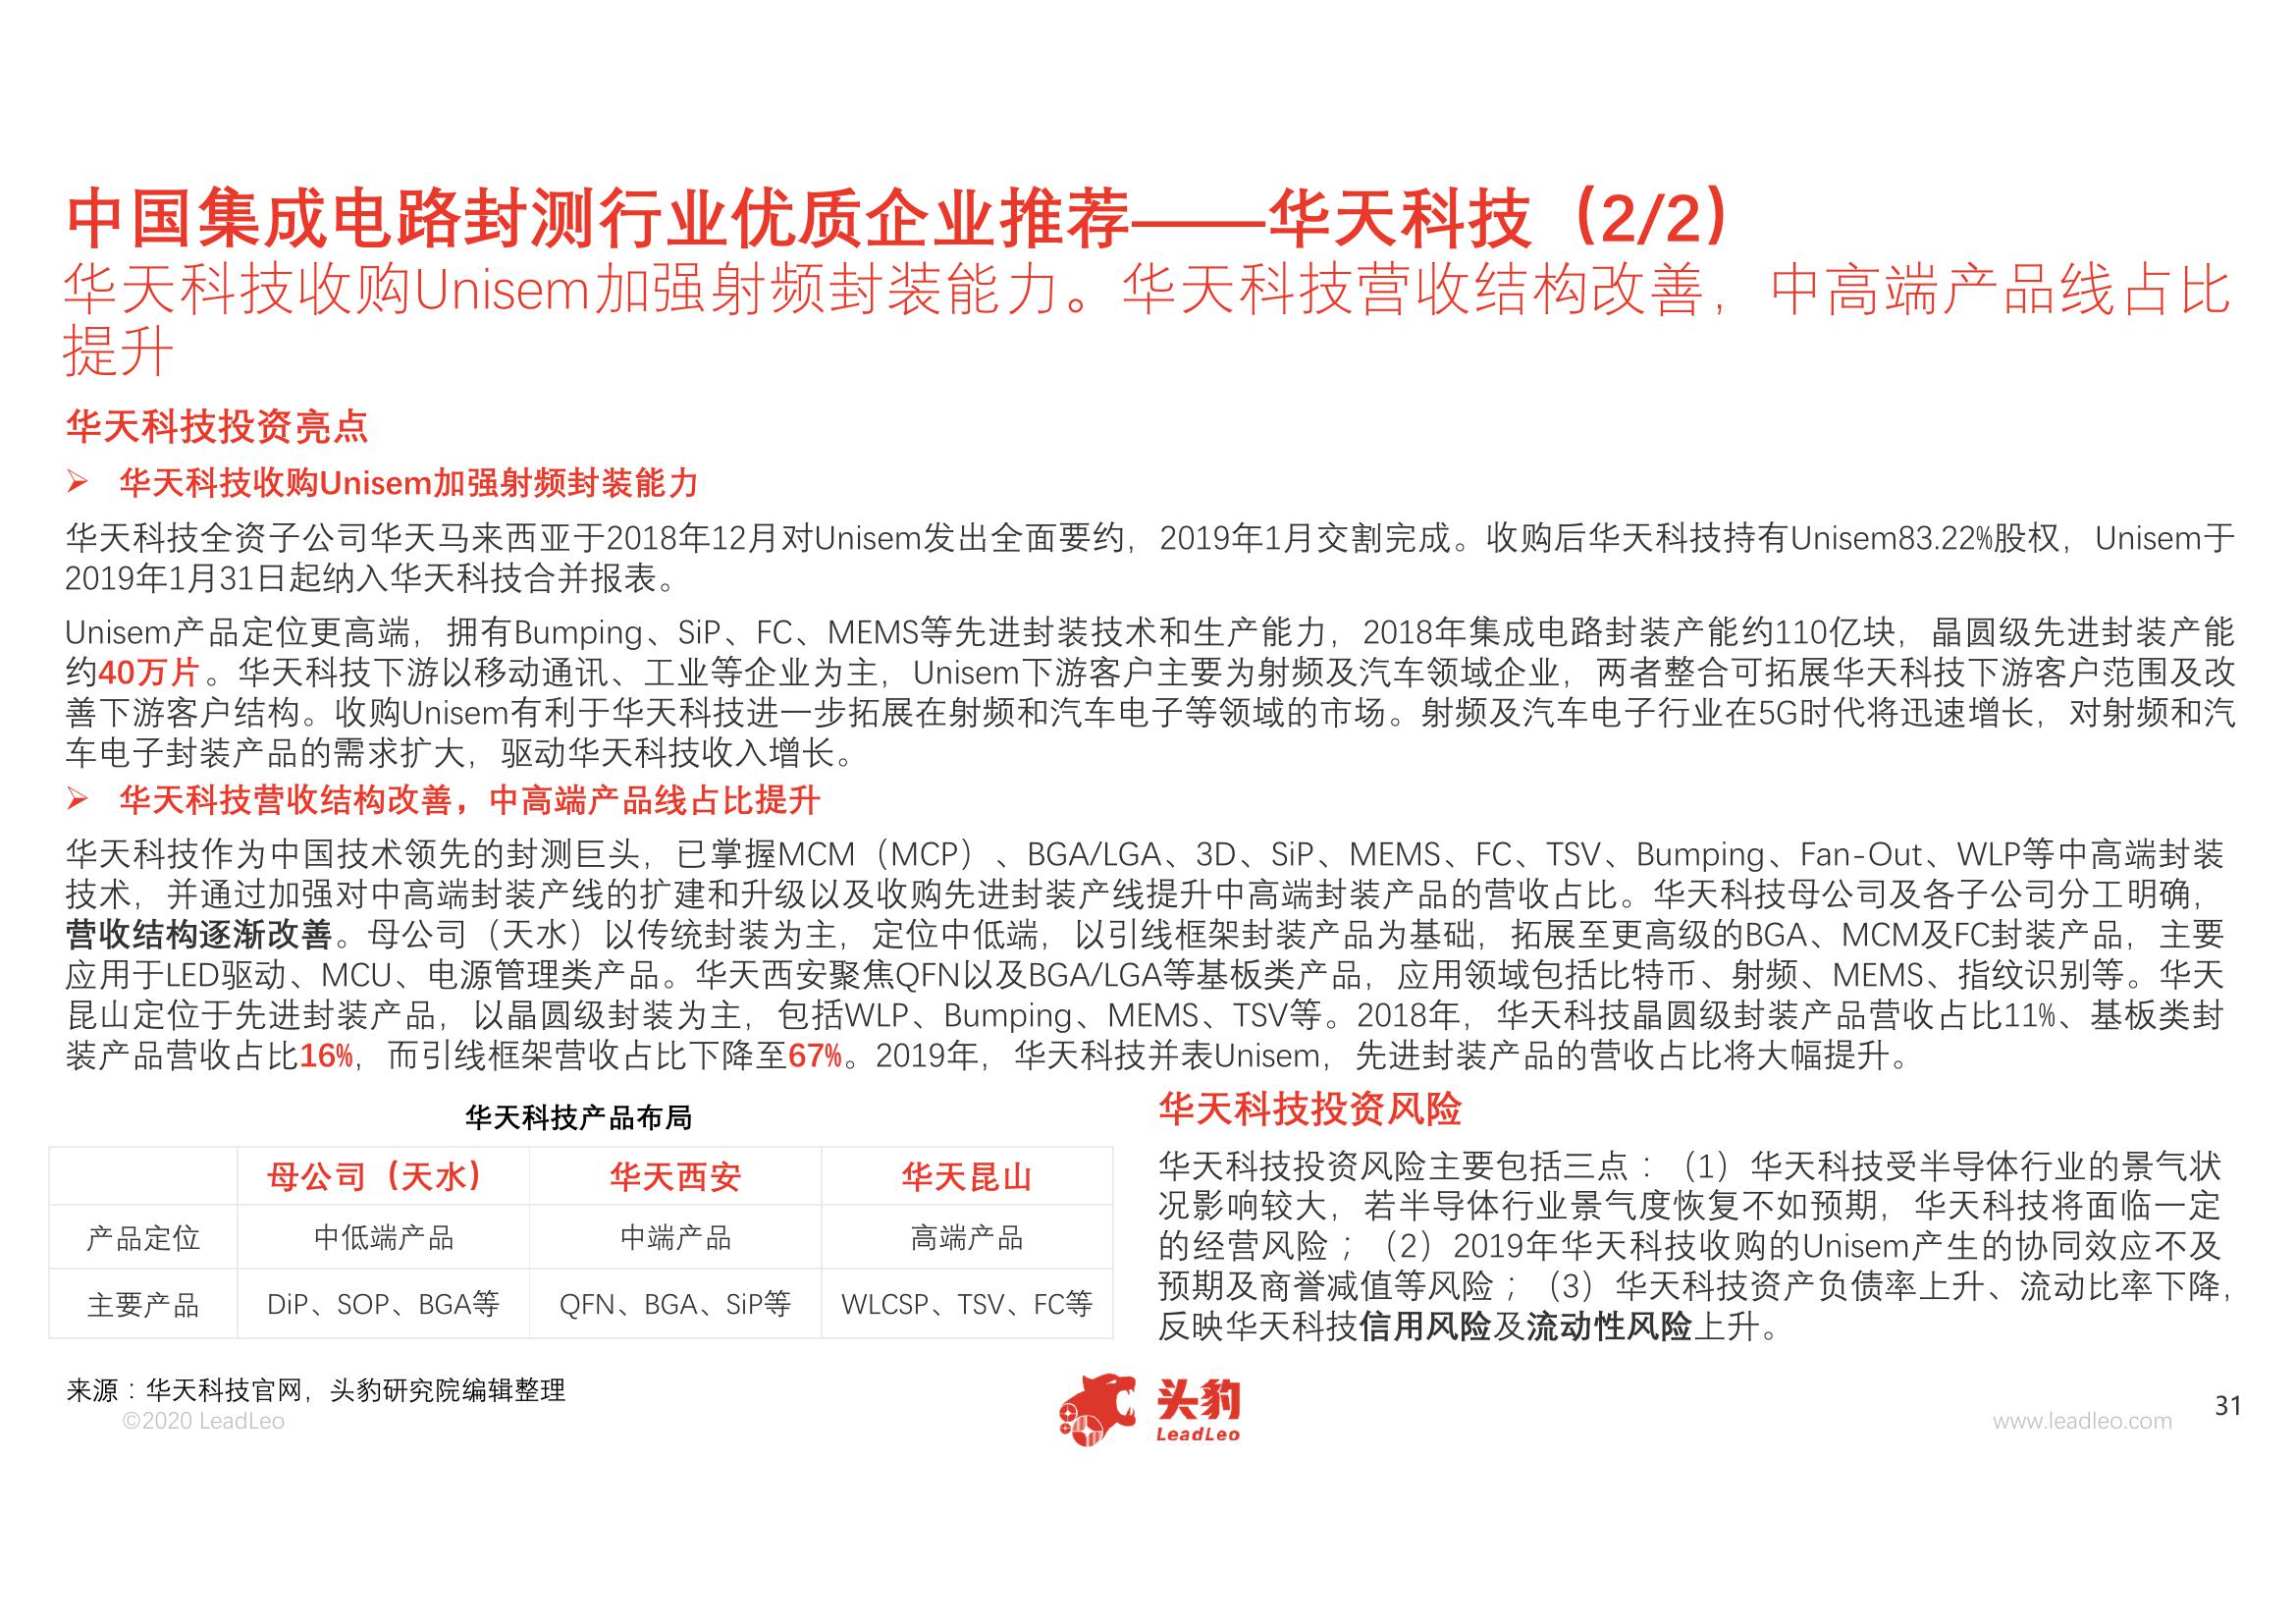 中国集成电路封测行业优质企业推荐——华天科技（2/2）
华天科技收购Unisem加强射频封装能力。华天科技营收结构改善，中高端产品线占比
提升
华天科技投资亮点
➢ 华天科技收购Unisem加强射频封装能力
华天科技全资子公司华天马来西亚于2018年12月对Unisem发出全面要约，2019年1月交割完成。收购后华天科技持有Unisem83.22%股权，Unisem于
2019年1月31日起纳入华天科技合并报表。
Unisem产品定位更高端，拥有Bumping、SiP、FC、MEMS等先进封装技术和生产能力，2018年集成电路封装产能约110亿块，晶圆级先进封装产能
约40万片。华天科技下游以移动通讯、工业等企业为主，Unisem下游客户主要为射频及汽车领域企业，两者整合可拓展华天科技下游客户范围及改
善下游客户结构。收购Unisem有利于华天科技进一步拓展在射频和汽车电子等领域的市场。射频及汽车电子行业在5G时代将迅速增长，对射频和汽
车电子封装产品的需求扩大，驱动华天科技收入增长。
➢ 华天科技营收结构改善，中高端产品线占比提升
华天科技作为中国技术领先的封测巨头，已掌握MCM（MCP）、BGA/LGA、3D、SiP、MEMS、FC、TSV、Bumping、Fan-Out、WLP等中高端封装
技术，并通过加强对中高端封装产线的扩建和升级以及收购先进封装产线提升中高端封装产品的营收占比。华天科技母公司及各子公司分工明确，
营收结构逐渐改善。母公司（天水）以传统封装为主，定位中低端，以引线框架封装产品为基础，拓展至更高级的BGA、MCM及FC封装产品，主要
应用于LED驱动、MCU、电源管理类产品。华天西安聚焦QFN以及BGA/LGA等基板类产品，应用领域包括比特币、射频、MEMS、指纹识别等。华天
昆山定位于先进封装产品，以晶圆级封装为主，包括WLP、Bumping、MEMS、TSV等。2018年，华天科技晶圆级封装产品营收占比11%、基板类封
装产品营收占比16%，而引线框架营收占比下降至67%。2019年，华天科技并表Unisem，先进封装产品的营收占比将大幅提升。
华天科技产品布局
母公司（天水） 华天西安 华天昆山
产品定位 中低端产品 中端产品 高端产品
主要产品 DiP、SOP、BGA等 QFN、BGA、SiP等 WLCSP、TSV、FC等
华天科技投资风险
华天科技投资风险主要包括三点：（1）华天科技受半导体行业的景气状
况影响较大，若半导体行业景气度恢复不如预期，华天科技将面临一定
的经营风险；（2）2019年华天科技收购的Unisem产生的协同效应不及
预期及商誉减值等风险；（3）华天科技资产负债率上升、流动比率下降，
反映华天科技信用风险及流动性风险上升。
来源：华天科技官网，头豹研究院编辑整理
©2020 LeadLeo
头豹
LeadLeo
www.leadleo.com
31